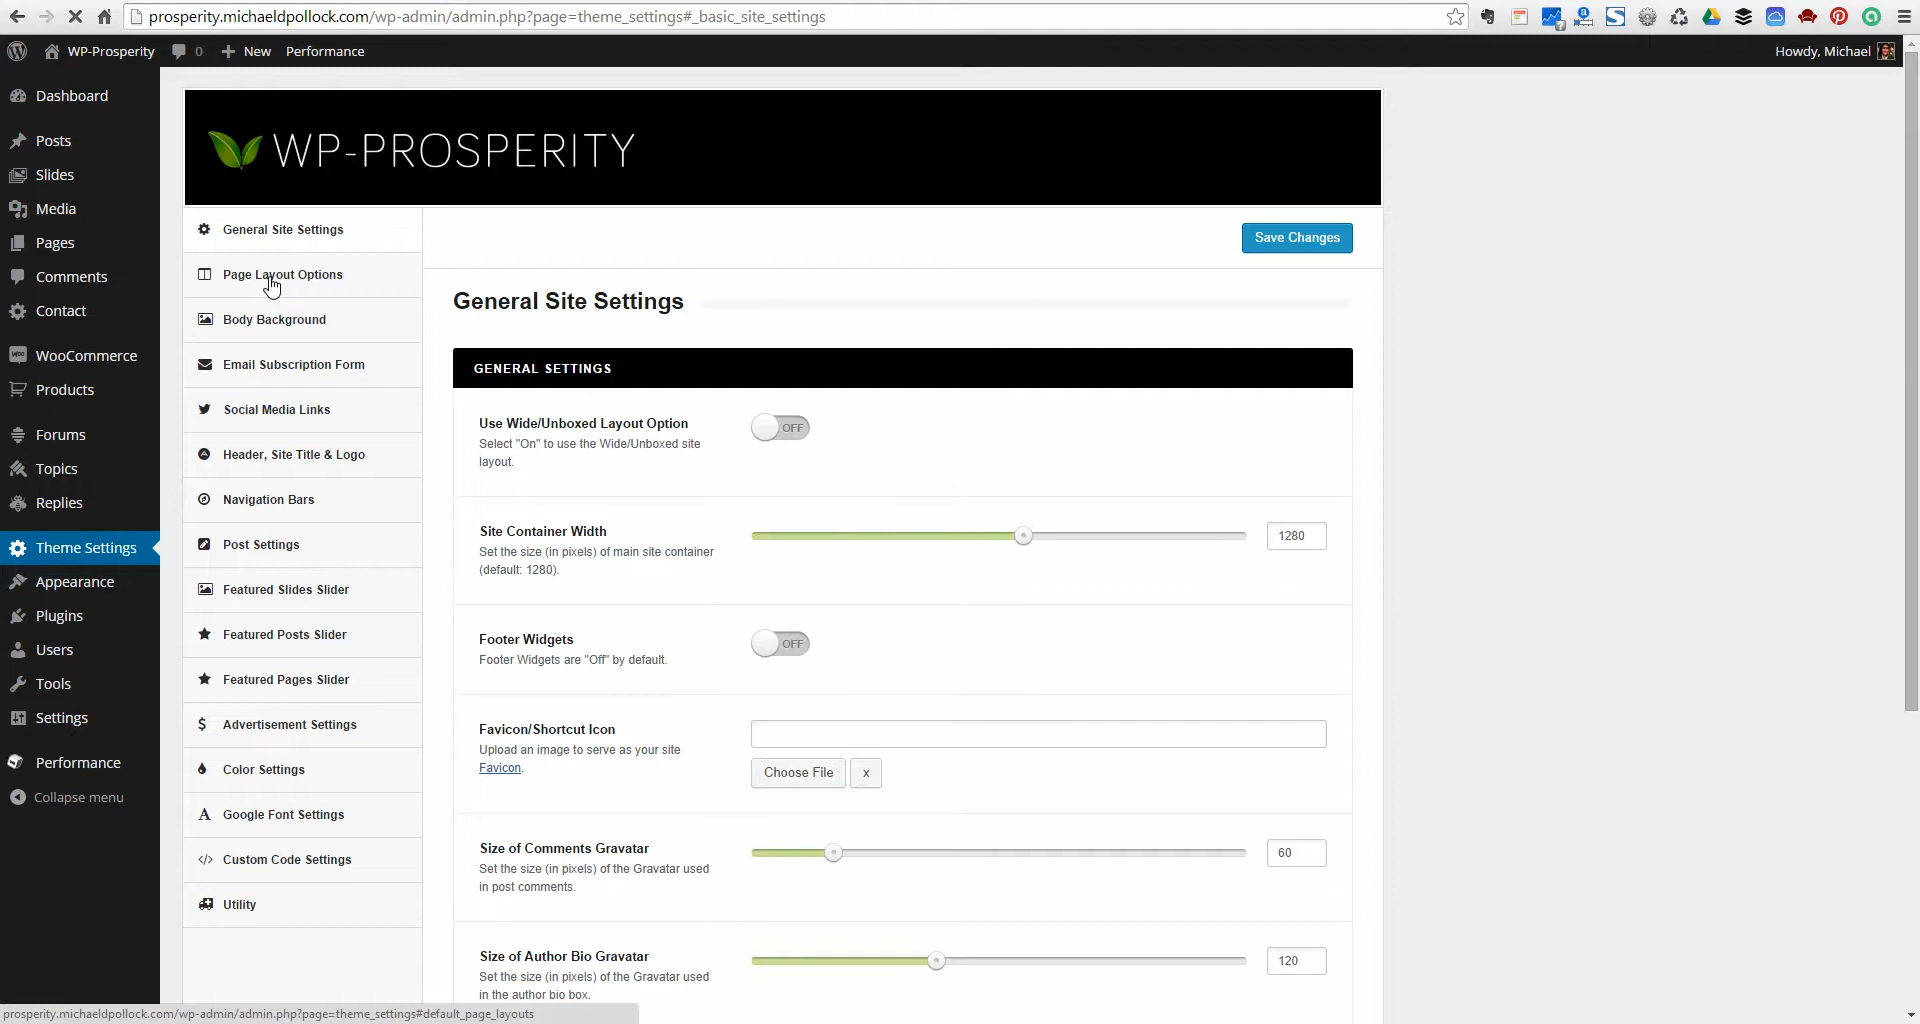 prosperity.michaeldpollock.com/wp-admin/admin.php?page=theme_settings#_basic_site_settings
WP-Prosperity 0 New Performance Howdy, Michael
Dashboard
Posts
Slides
Media
Pages
Comments
Contact
WooCommerce
Products
Forums
Topics
Replies
Theme Settings
Appearance
Plugins
Users
Tools
Settings
Performance
Collapse menu
WP-PROSPERITY
General Site Settings
Page Layout Options
Body Background
Email Subscription Form
Social Media Links
Header, Site Title & Logo
Navigation Bars
Post Settings
Featured Slides Slider
Featured Posts Slider
Featured Pages Slider
Advertisement Settings
Color Settings
Google Font Settings
Custom Code Settings
Utility
Save Changes
General Site Settings
GENERAL SETTINGS
Use Wide/Unboxed Layout Option
Select "On" to use the Wide/Unboxed site
layout.
OFF
Site Container Width
Set the size (in pixels) of main site container
(default: 1280).
1280
Footer Widgets
Footer Widgets are "Off" by default.
OFF
Favicon/Shortcut Icon
Upload an image to serve as your site
Favicon.
Choose File x
Size of Comments Gravatar
Set the size (in pixels) of the Gravatar used
in post comments.
60
Size of Author Bio Gravatar
Set the size (in pixels) of the Gravatar used
in the author bio box.
120
prosperity.michaeldpollock.com/wp-admin/admin.php?page=theme_settings#default_page_layouts